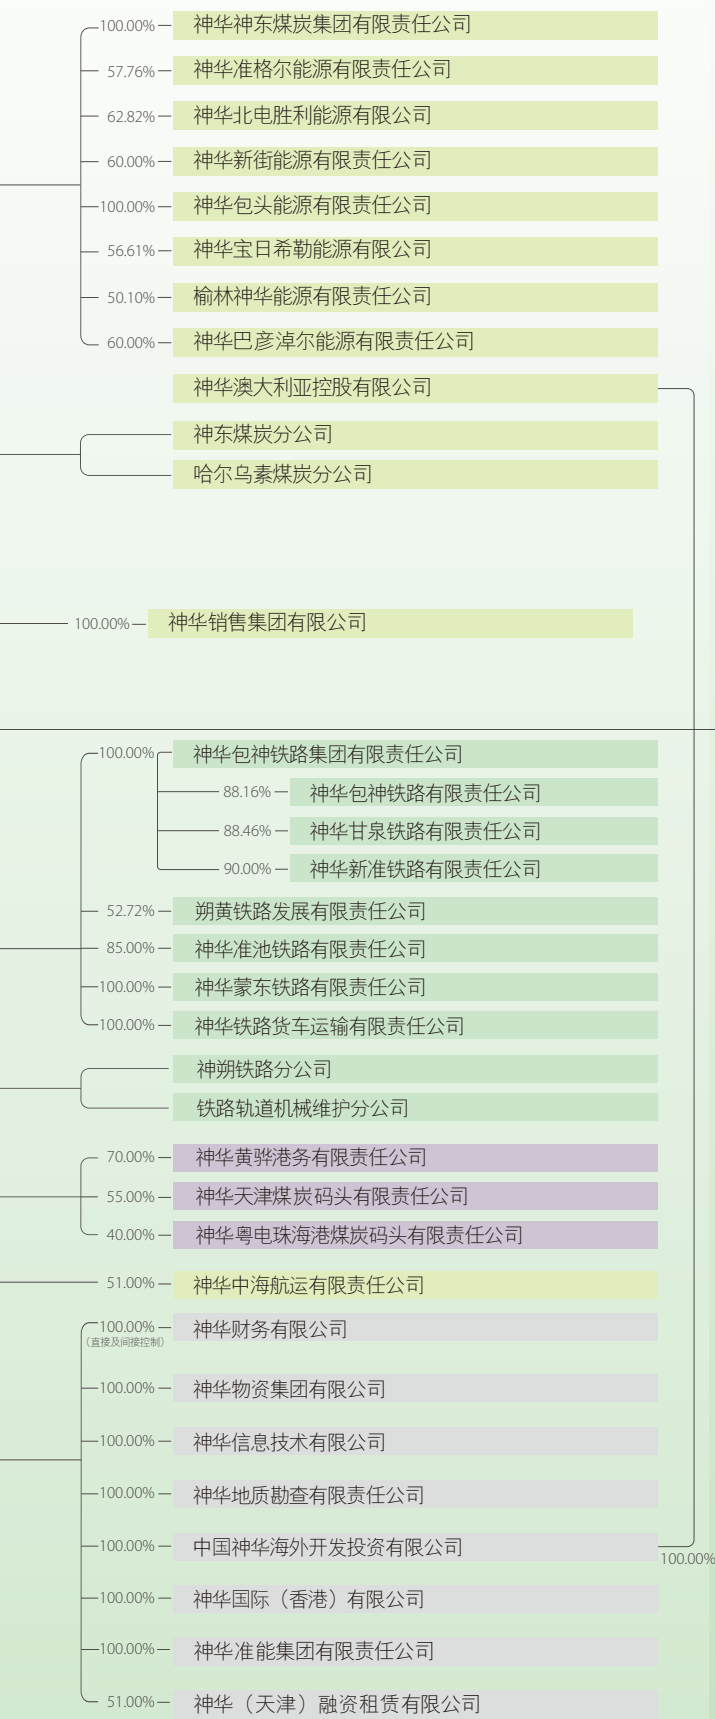 100.00% 神华神东煤炭集团有限责任公司
57.76% 神华准格尔能源有限责任公司
62.82% 神华北电胜利能源有限公司
60.00% 神华新街能源有限责任公司
100.00% 神华包头能源有限责任公司
56.61% 神华宝日希勒能源有限公司
50.10% 榆林神华能源有限责任公司
60.00% 神华巴彦淖尔能源有限责任公司
神华澳大利亚控股有限公司
神东煤炭分公司
哈尔乌素煤炭分公司
100.00% 神华销售集团有限公司
100.00% 神华包神铁路集团有限责任公司
88.16% 神华包神铁路有限责任公司
88.46% 神华甘泉铁路有限责任公司
90.00% 神华新准铁路有限责任公司
52.72% 朔黄铁路发展有限责任公司
85.00% 神华准池铁路有限责任公司
100.00% 神华蒙东铁路有限责任公司
100.00% 神华铁路货车运输有限责任公司
神朔铁路分公司
铁路轨道机械维护分公司
70.00% 神华黄骅港务有限责任公司
55.00% 神华天津煤炭码头有限责任公司
40.00% 神华粤电珠海港煤炭码头有限责任公司
51.00% 神华中海航运有限责任公司
100.00% 神华财务有限公司
（直接及间接控制）
100.00% 神华物资集团有限公司
100.00% 神华信息技术有限公司
100.00% 神华地质勘查有限责任公司
100.00% 中国神华海外开发投资有限公司
100.00%
100.00% 神华国际（香港）有限公司
100.00% 神华准能集团有限责任公司
51.00% 神华（天津）融资租赁有限公司